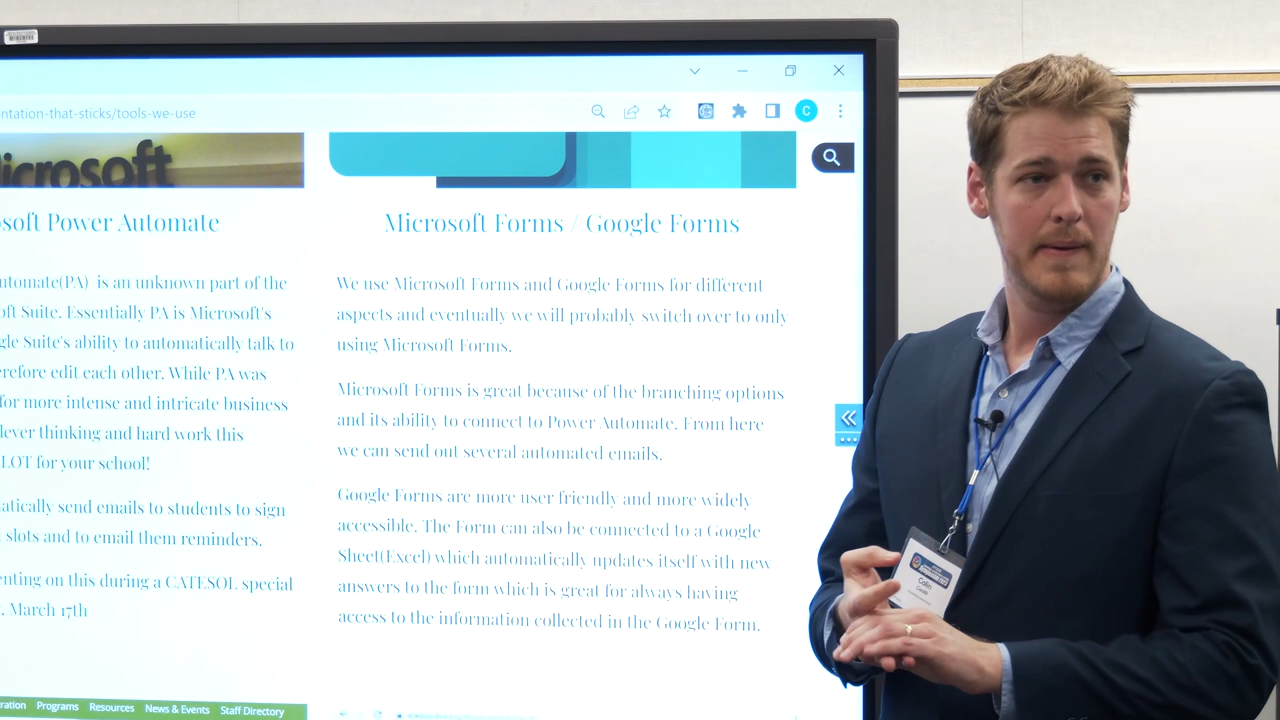 ntation-that-sticks/tools-we-use
C
icrosoft
osoft Power Automate
utomate(PA) is an unknown part of the
oft Suite. Essentially PA is Microsoft's
gle Suite's ability to automatically talk to
erefore edit each other. While PA was
for more intense and intricate business
lever thinking and hard work this
LOT for your school!
atically send emails to students to sign
slots and to email them reminders.
enting on this during a CATESOL special
. March 17th
Microsoft Forms / Google Forms
We use Microsoft Forms and Google Forms for different
aspects and eventually we will probably switch over to only
using Microsoft Forms.
Microsoft Forms is great because of the branching options
and its ability to connect to Power Automate. From here
we can send out several automated emails.
Google Forms are more user friendly and more widely
accessible. The Form can also be connected to a Google
Sheet(Excel) which automatically updates itself with new
answers to the form which is great for always having
access to the information collected in the Google Form.
ration Programs Resources News & Events Staff Directory
Collin